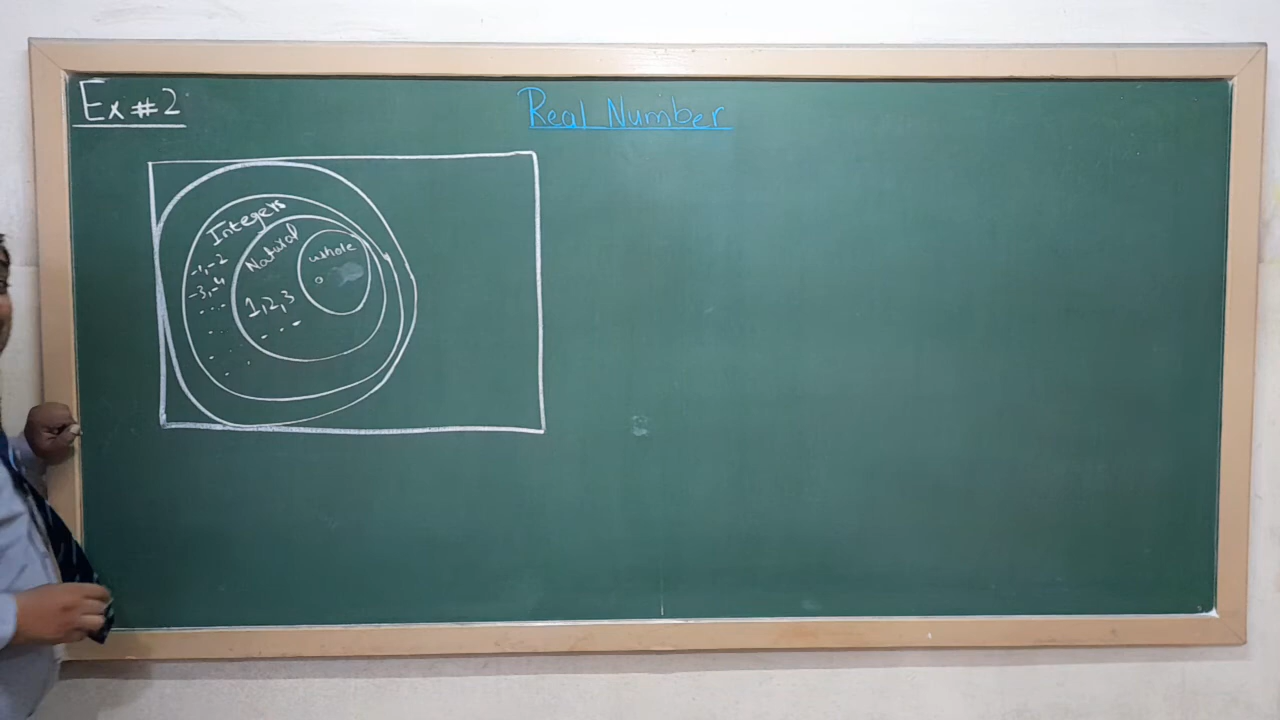 Ex #2
Real Number
Integers
-1, -2
-3, -4
...
Natural
1, 2, 3
...
whole
0